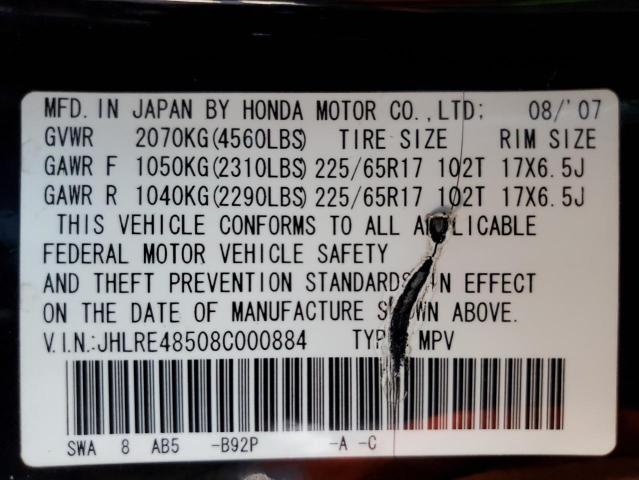 MFD. IN JAPAN BY HONDA MOTOR CO.,LTD; 08/'07
GVWR 2070KG(4560LBS) TIRE SIZE RIM SIZE
GAWR F 1050KG(2310LBS) 225/65R17 102T 17X6.5J
GAWR R 1040KG(2290LBS) 225/65R17 102T 17X6.5J
THIS VEHICLE CONFORMS TO ALL A LICABLE
FEDERAL MOTOR VEHICLE SAFETY
AND THEFT PREVENTION STANDARDS IN EFFECT
ON THE DATE OF MANUFACTURE S WN ABOVE.
V.I.N.:JHLRE48508C000884 TYP MPV
SWA 8 AB5 -B92P -A -C